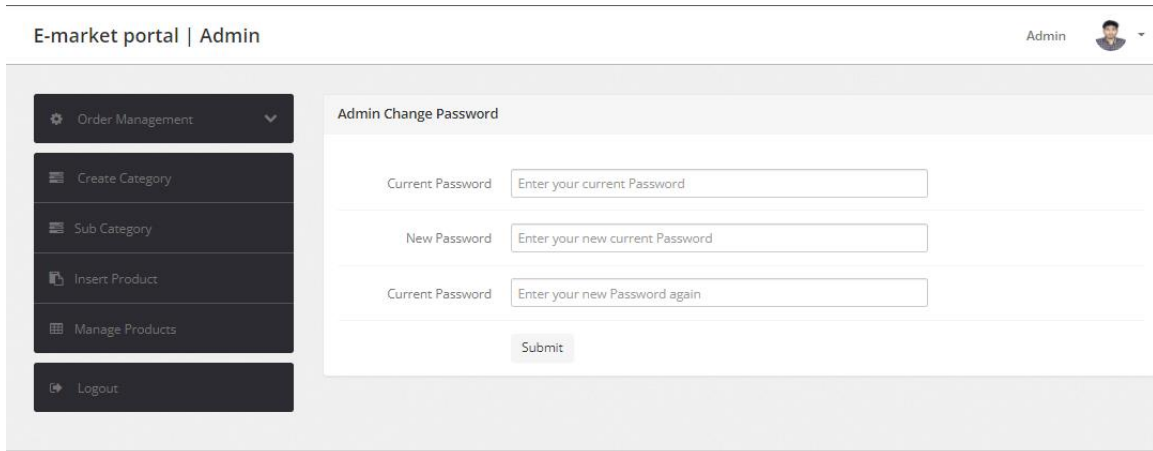 E-market portal | Admin
Admin
Order Management
Create Category
Sub Category
Insert Product
Manage Products
Logout
Admin Change Password
Current Password Enter your current Password
New Password Enter your new current Password
Current Password Enter your new Password again
Submit